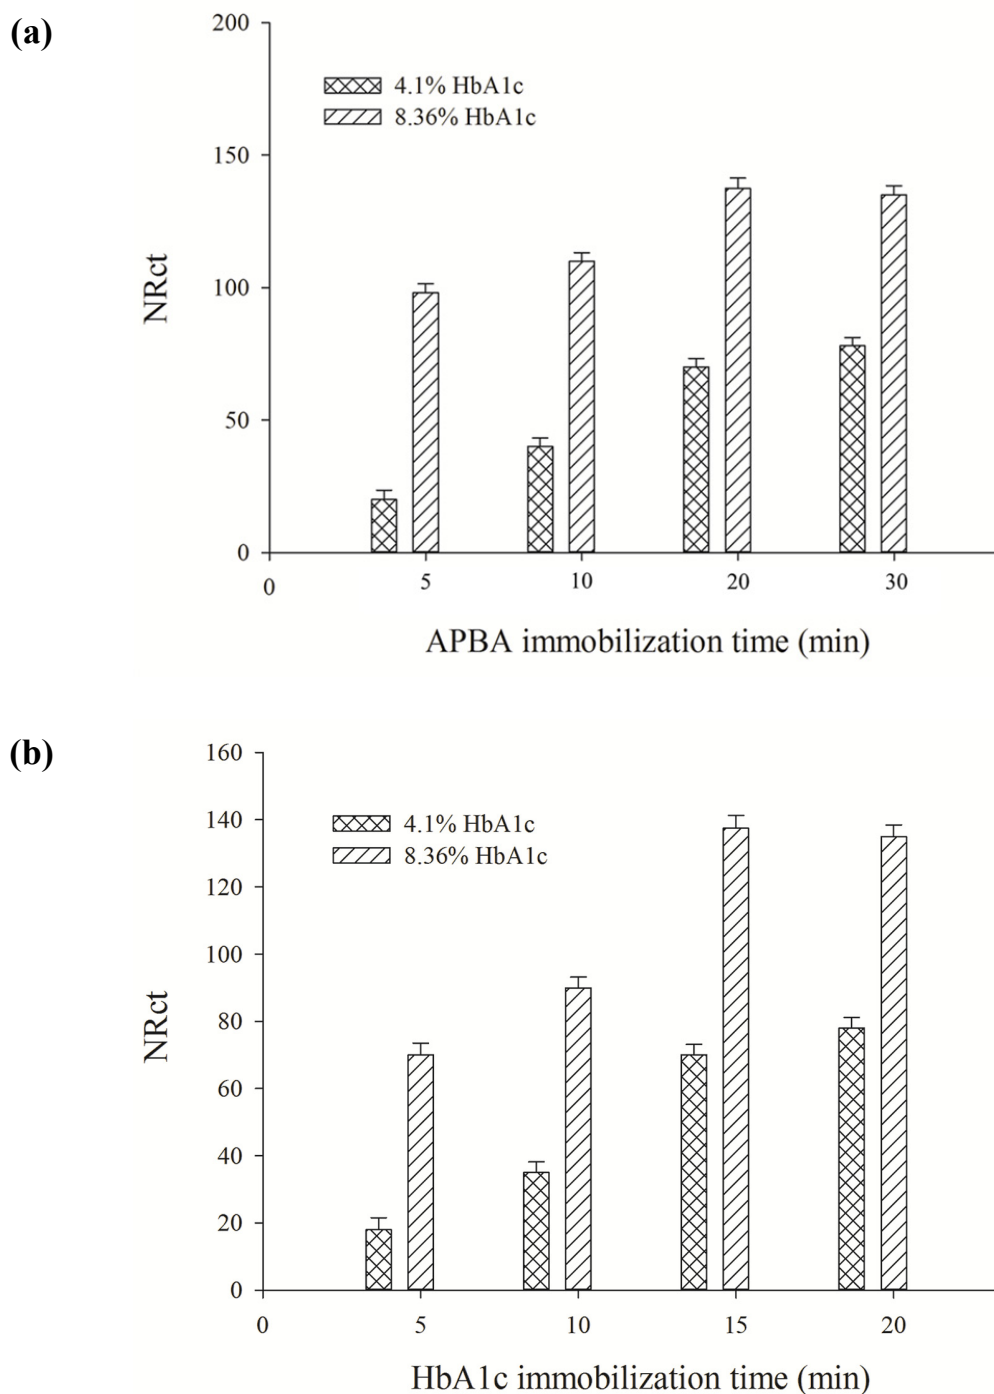 (a)
200
4.1% HbA1c
8.36% HbA1c
150
NRct
100
50
0
0 5 10 20 30
APBA immobilization time (min)
(b)
160
140
4.1% HbA1c
8.36% HbA1c
120
100
NRct
80
60
40
20
0
0 5 10 15 20
HbA1c immobilization time (min)